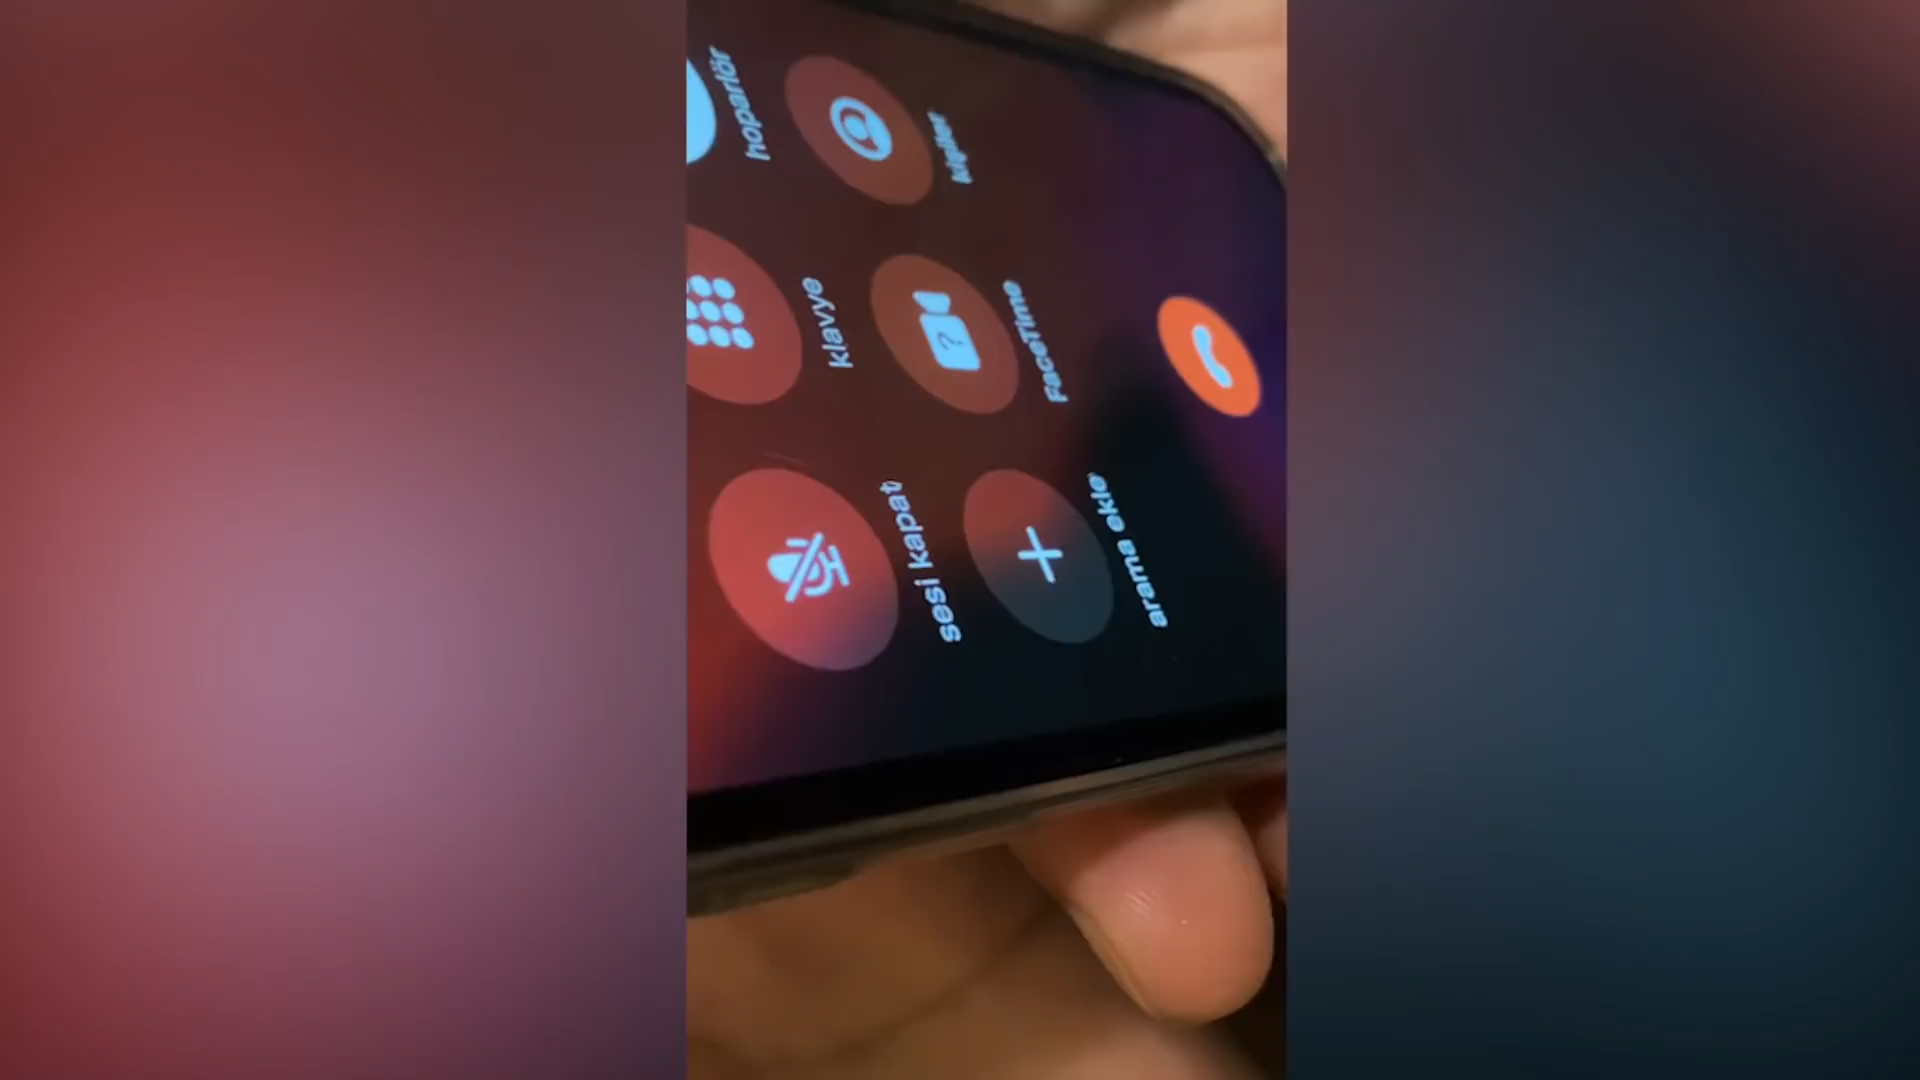 sesi kapat
klavye
hoparlör
arama ekle
FaceTime
kişiler